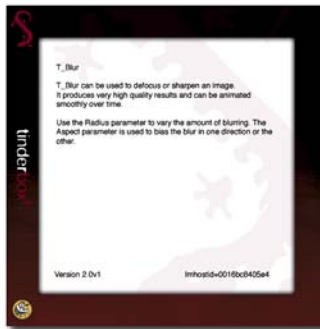 T_Blur
T_Blur can be used to defocus or sharpen an image.
It produces very high quality results and can be animated
smoothly over time.
Use the Radius parameter to vary the amount of blurring. The
Aspect parameter is used to bias the blur in one direction or the
other.
tinderbox
Version 2.0v1
lmhostid=0016bc8405e4